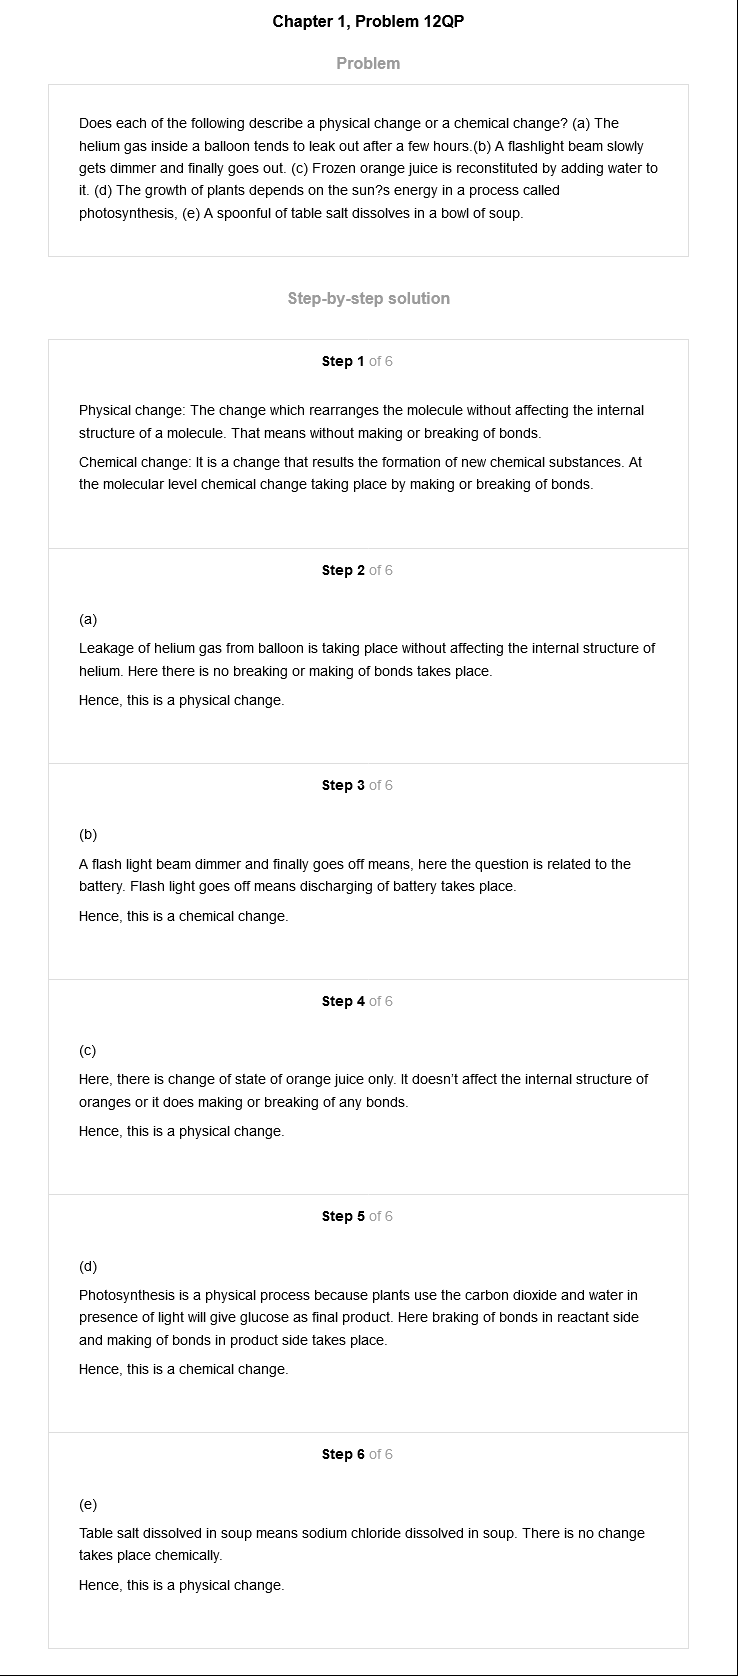 Chapter 1, Problem 12QP
Problem
Does each of the following describe a physical change or a chemical change? (a) The
helium gas inside a balloon tends to leak out after a few hours.(b) A flashlight beam slowly
gets dimmer and finally goes out. (c) Frozen orange juice is reconstituted by adding water to
it. (d) The growth of plants depends on the sun?s energy in a process called
photosynthesis, (e) A spoonful of table salt dissolves in a bowl of soup.
Step-by-step solution
Step 1 of 6
Physical change: The change which rearranges the molecule without affecting the internal
structure of a molecule. That means without making or breaking of bonds.
Chemical change: It is a change that results the formation of new chemical substances. At
the molecular level chemical change taking place by making or breaking of bonds.
Step 2 of 6
(a)
Leakage of helium gas from balloon is taking place without affecting the internal structure of
helium. Here there is no breaking or making of bonds takes place.
Hence, this is a physical change.
Step 3 of 6
(b)
A flash light beam dimmer and finally goes off means, here the question is related to the
battery. Flash light goes off means discharging of battery takes place.
Hence, this is a chemical change.
Step 4 of 6
(c)
Here, there is change of state of orange juice only. It doesn't affect the internal structure of
oranges or it does making or breaking of any bonds.
Hence, this is a physical change.
Step 5 of 6
(d)
Photosynthesis is a physical process because plants use the carbon dioxide and water in
presence of light will give glucose as final product. Here braking of bonds in reactant side
and making of bonds in product side takes place.
Hence, this is a chemical change.
Step 6 of 6
(e)
Table salt dissolved in soup means sodium chloride dissolved in soup. There is no change
takes place chemically.
Hence, this is a physical change.